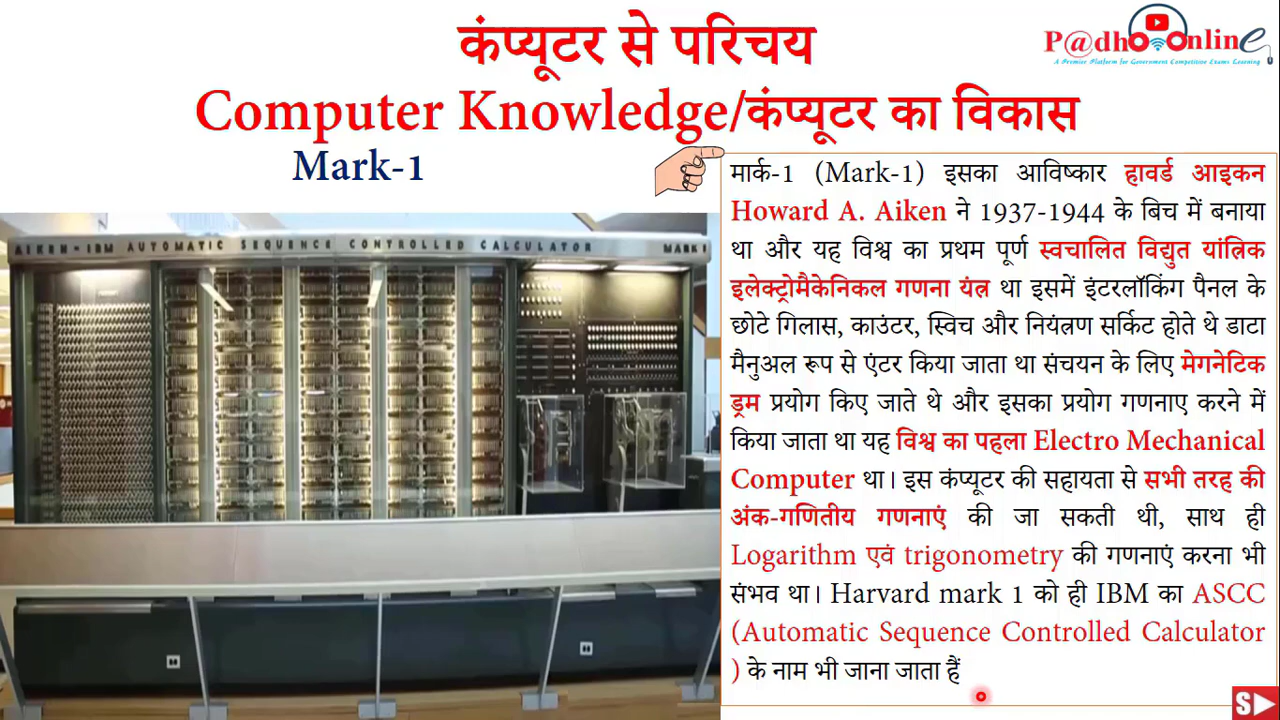 कंप्यूटर से परिचय
P@dhO OnlinE
A Premier Platform for Government Competitive Exams Learning
Computer Knowledge/कंप्यूटर का विकास
Mark-1
AIKEN-IBM AUTOMATIC SEQUENCE CONTROLLED CALCULATOR MARK I
मार्क-1 (Mark-1) इसका आविष्कार हावर्ड आइकन
Howard A. Aiken ने 1937-1944 के बिच में बनाया
था और यह विश्व का प्रथम पूर्ण स्वचालित विद्युत यांत्रिक
इलेक्ट्रोमैकेनिकल गणना यंत्र था इसमें इंटरलॉकिंग पैनल के
छोटे गिलास, काउंटर, स्विच और नियंत्रण सर्किट होते थे डाटा
मैनुअल रूप से एंटर किया जाता था संचयन के लिए मेगनेटिक
ड्रम प्रयोग किए जाते थे और इसका प्रयोग गणनाए करने में
किया जाता था यह विश्व का पहला Electro Mechanical
Computer था। इस कंप्यूटर की सहायता से सभी तरह की
अंक-गणितीय गणनाएं की जा सकती थी, साथ ही
Logarithm एवं trigonometry की गणनाएं करना भी
संभव था। Harvard mark 1 को ही IBM का ASCC
(Automatic Sequence Controlled Calculator
) के नाम भी जाना जाता हैं
S